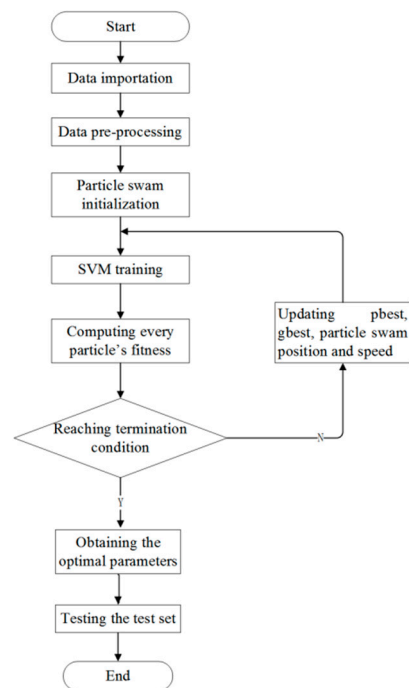 Start
Data importation
Data pre-processing
Particle swam
initialization
SVM training
Computing every
particle's fitness
Updating pbest,
gbest, particle swam
position and speed
Reaching termination
condition
N
Y
Obtaining the
optimal parameters
Testing the test set
End